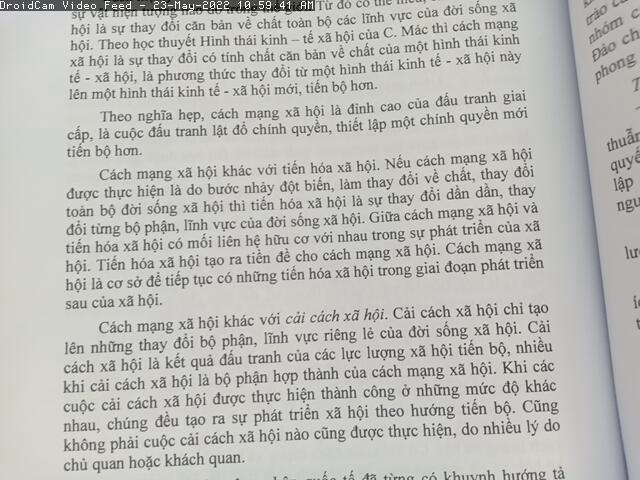 DroidCam Video Feed - 23-May-2022 10:59:41 AM
sự vật hiện tượng nào có trong thế giới. Từ đó có thể hiểu,
hội là sự thay đổi căn bản về chất toàn bộ các lĩnh vực của đời sống xã
hội. Theo học thuyết Hình thái kinh – tế xã hội của C. Mác thì cách mạng
xã hội là sự thay đổi có tính chất căn bản về chất của một hình thái kinh
tế - xã hội, là phương thức thay đổi từ một hình thái kinh tế - xã hội này
lên một hình thái kinh tế - xã hội mới, tiến bộ hơn.
Theo nghĩa hẹp, cách mạng xã hội là đỉnh cao của đấu tranh giai
cấp, là cuộc đấu tranh lật đổ chính quyền, thiết lập một chính quyền mới
tiến bộ hơn.
Cách mạng xã hội khác với tiến hóa xã hội. Nếu cách mạng xã hội
được thực hiện là do bước nhảy đột biến, làm thay đổi về chất, thay đổi
toàn bộ đời sống xã hội thì tiến hóa xã hội là sự thay đổi dần dần, thay
đổi từng bộ phận, lĩnh vực của đời sống xã hội. Giữa cách mạng xã hội và
tiến hóa xã hội có mối liên hệ hữu cơ với nhau trong sự phát triển của xã
hội. Tiến hóa xã hội tạo ra tiền đề cho cách mạng xã hội. Cách mạng xã
hội là cơ sở để tiếp tục có những tiến hóa xã hội trong giai đoạn phát triển
sau của xã hội.
Cách mạng xã hội khác với cải cách xã hội. Cải cách xã hội chỉ tạo
lên những thay đổi bộ phận, lĩnh vực riêng lẻ của đời sống xã hội. Cải
cách xã hội là kết quả đấu tranh của các lực lượng xã hội tiến bộ, nhiều
khi cải cách xã hội là bộ phận hợp thành của cách mạng xã hội. Khi các
cuộc cải cách xã hội được thực hiện thành công ở những mức độ khác
nhau, chúng đều tạo ra sự phát triển xã hội theo hướng tiến bộ. Cũng
không phải cuộc cải cách xã hội nào cũng được thực hiện, do nhiều lý do
chủ quan hoặc khách quan.
quốc tế đã từng có khuynh hướng tả
trào
nhóm
Đảo
phong
thuẫn
quyế
lập
ngu
lư